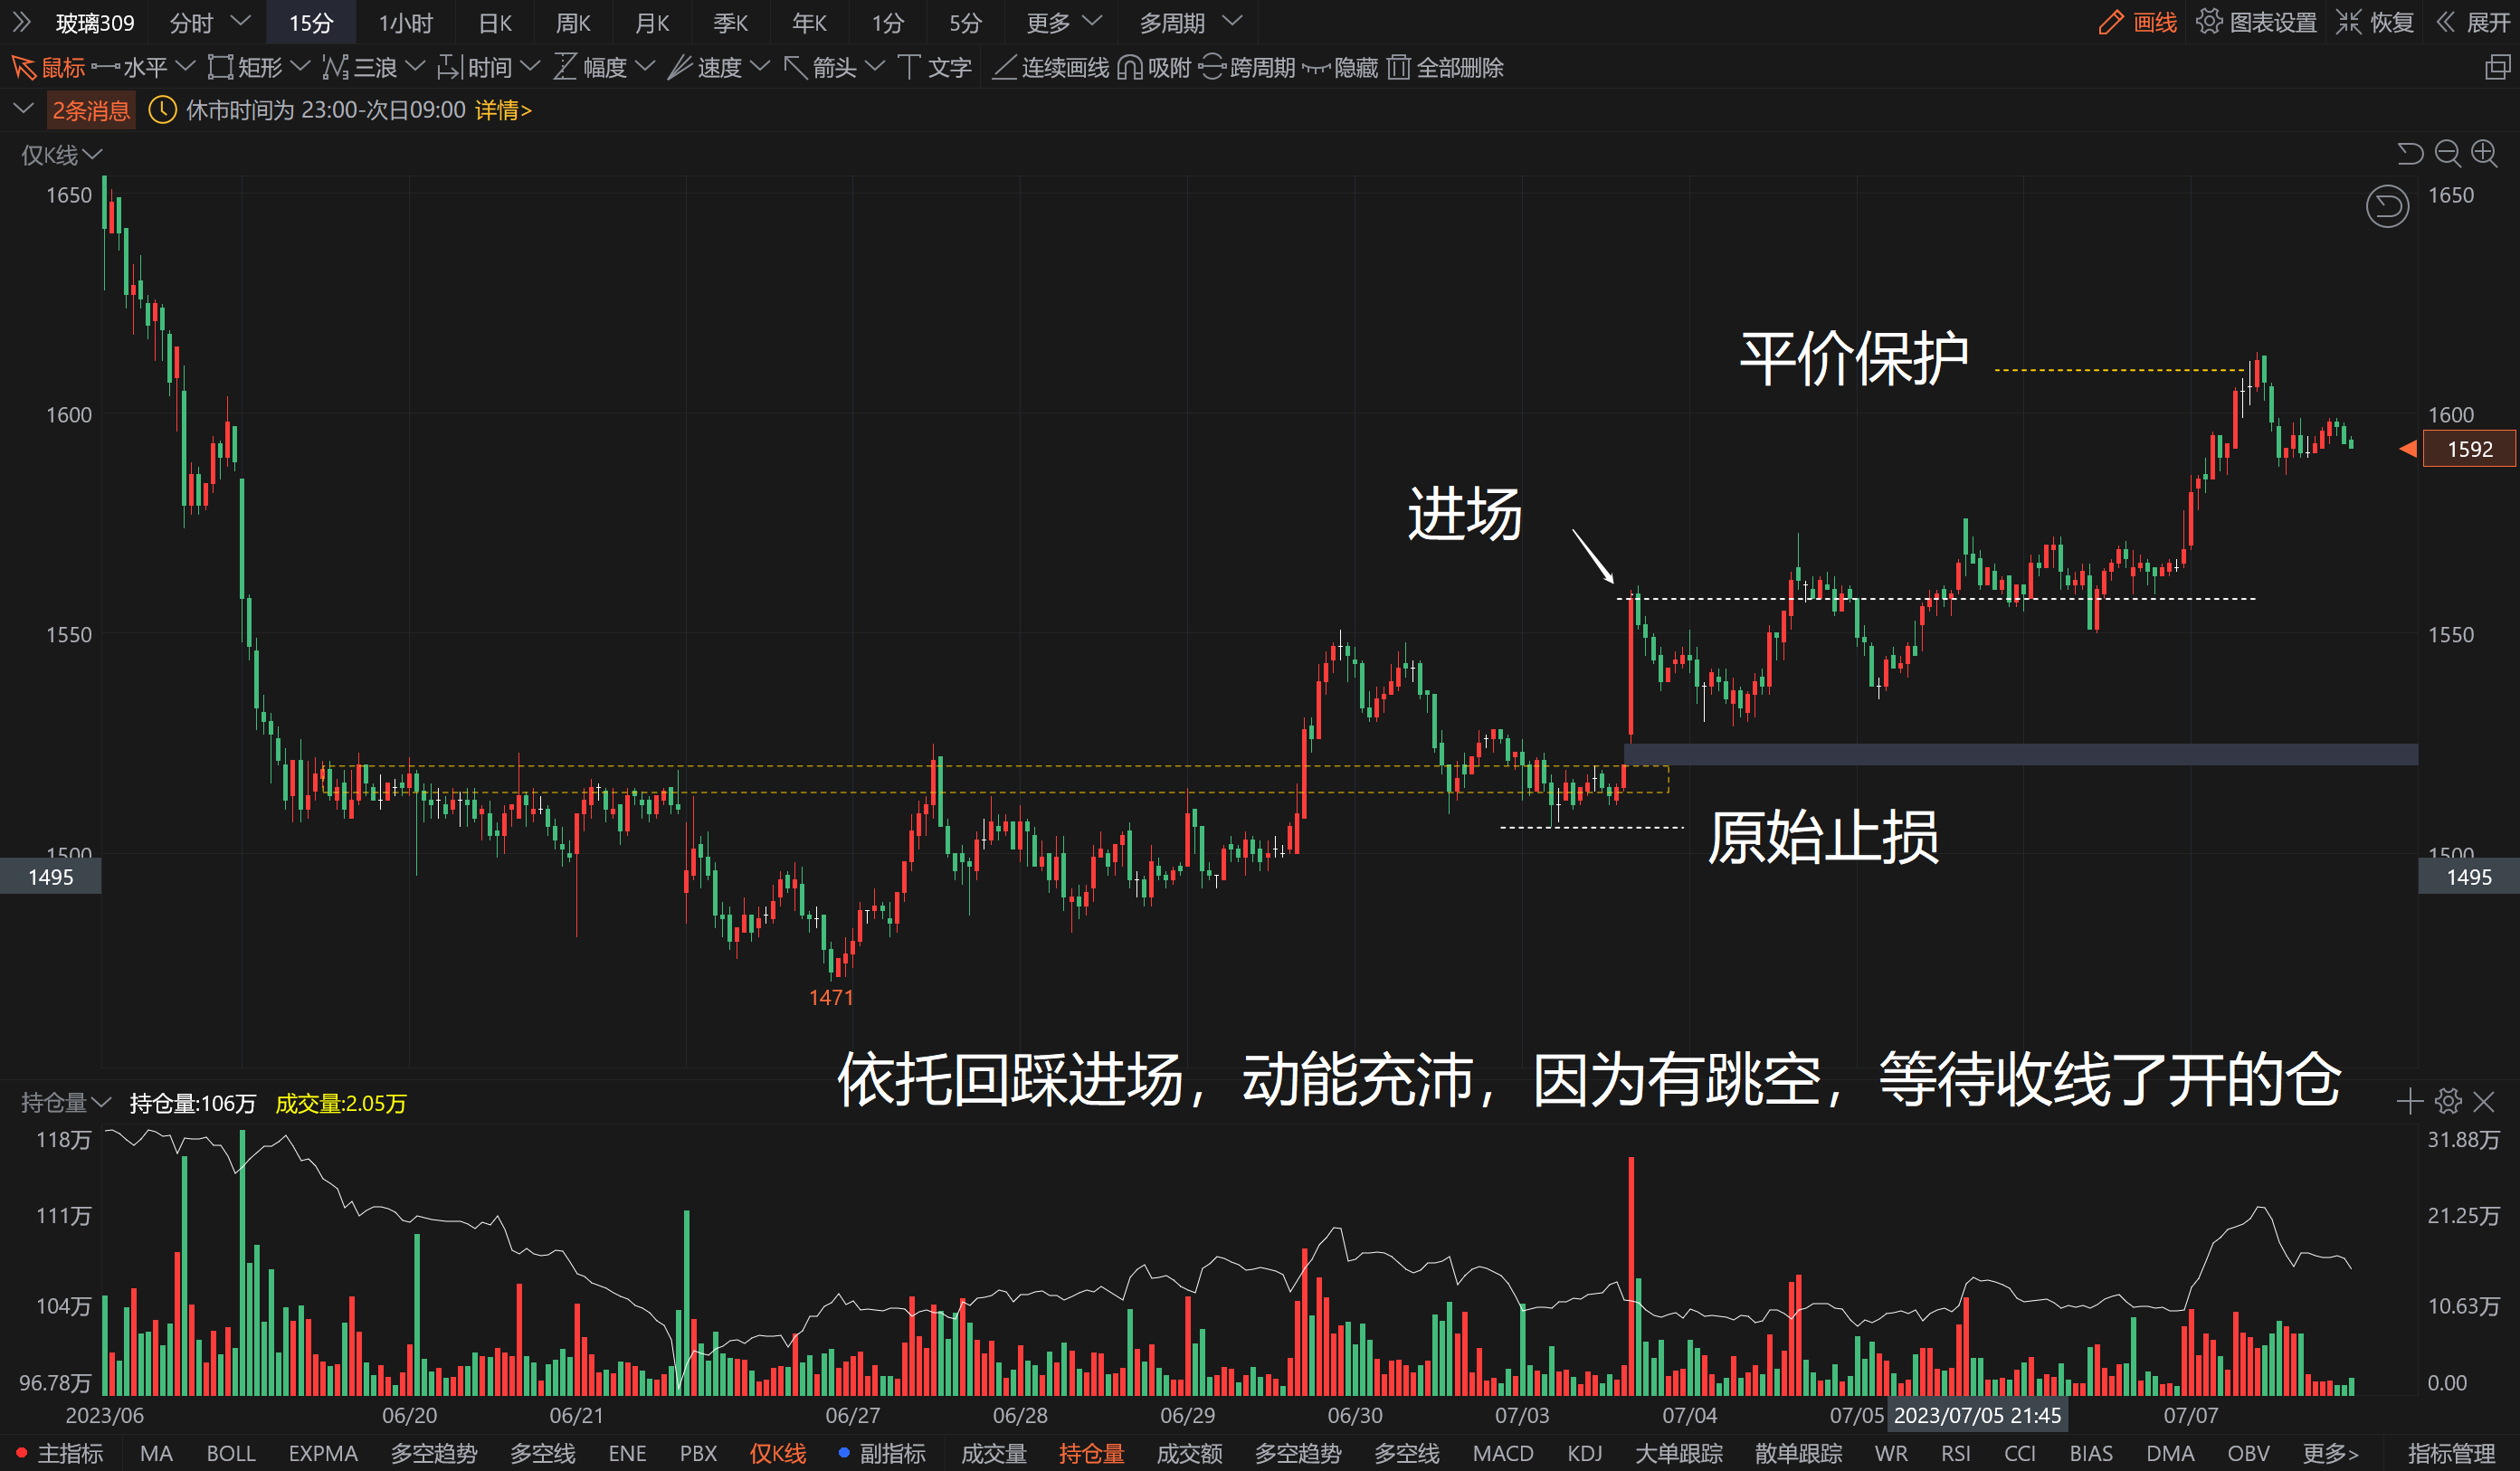 玻璃309 分时 15分 1小时 日K 周K 月K 季K 年K 1分 5分 更多 多周期 画线 图表设置 恢复 展开
鼠标 水平 矩形 三浪 时间 幅度 速度 箭头 文字 连续画线 吸附 跨周期 隐藏 全部删除
2条消息 休市时间为 23:00-次日09:00 详情>
仅K线
1650 1650
平价保护
1600 1600
1592
进场
1550 1550
原始止损
1500 1500
1495 1495
1471
依托回踩进场，动能充沛，因为有跳空，等待收线了开的仓
持仓量 持仓量:106万 成交量:2.05万
118万 31.88万
111万 21.25万
104万 10.63万
96.78万 0.00
2023/06 06/20 06/21 06/27 06/28 06/29 06/30 07/03 07/04 07/05 2023/07/05 21:45 07/07
主指标 MA BOLL EXPMA 多空趋势 多空线 ENE PBX 仅K线 副指标 成交量 持仓量 成交额 多空趋势 多空线 MACD KDJ 大单跟踪 散单跟踪 WR RSI CCI BIAS DMA OBV 更多> 指标管理